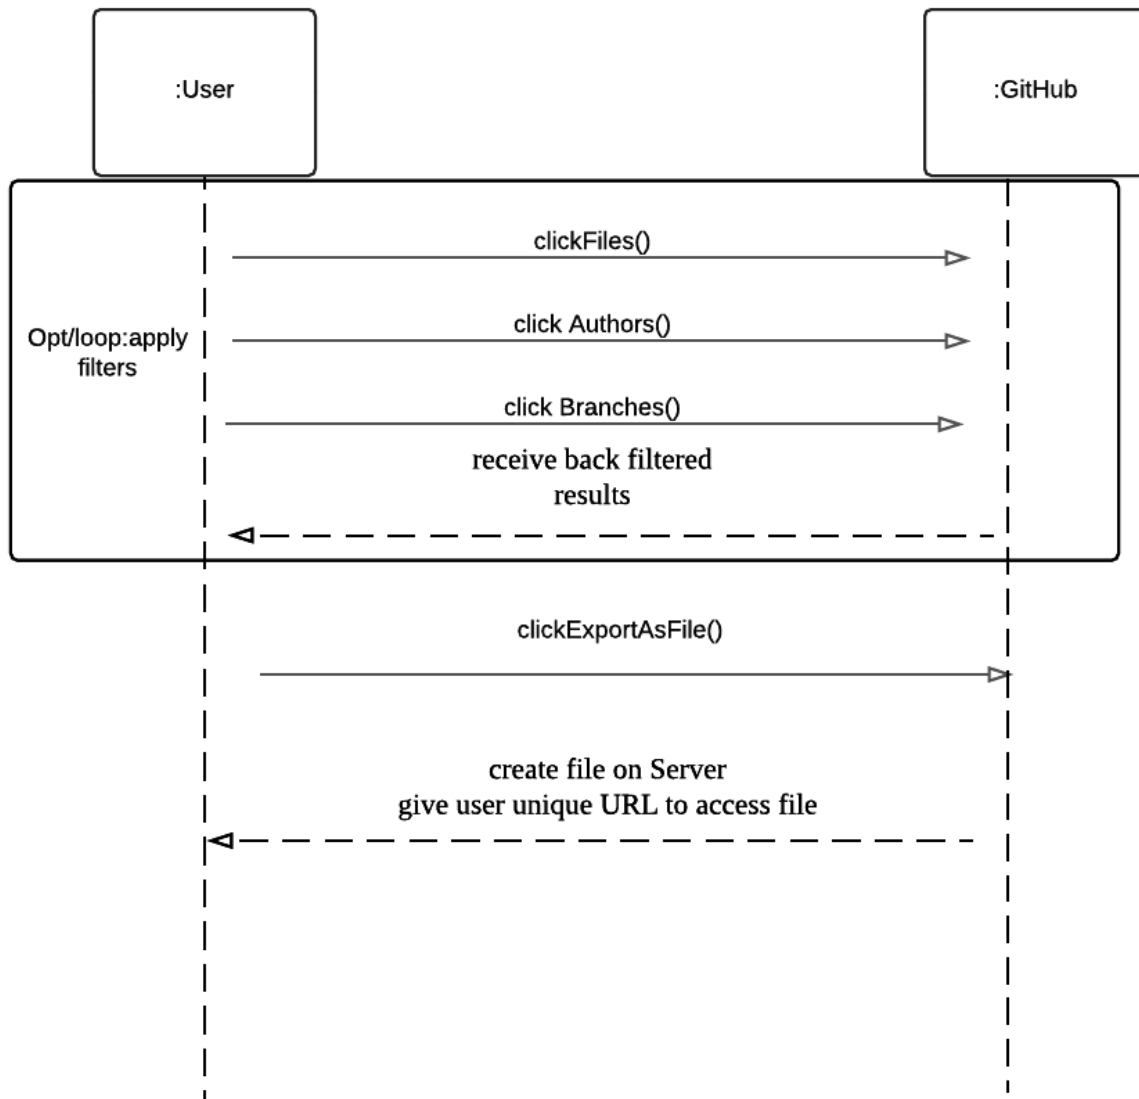 :User
:GitHub
clickFiles()
click Authors()
Opt/loop:apply
filters
click Branches()
receive back filtered
results
clickExportAsFile()
create file on Server
give user unique URL to access file